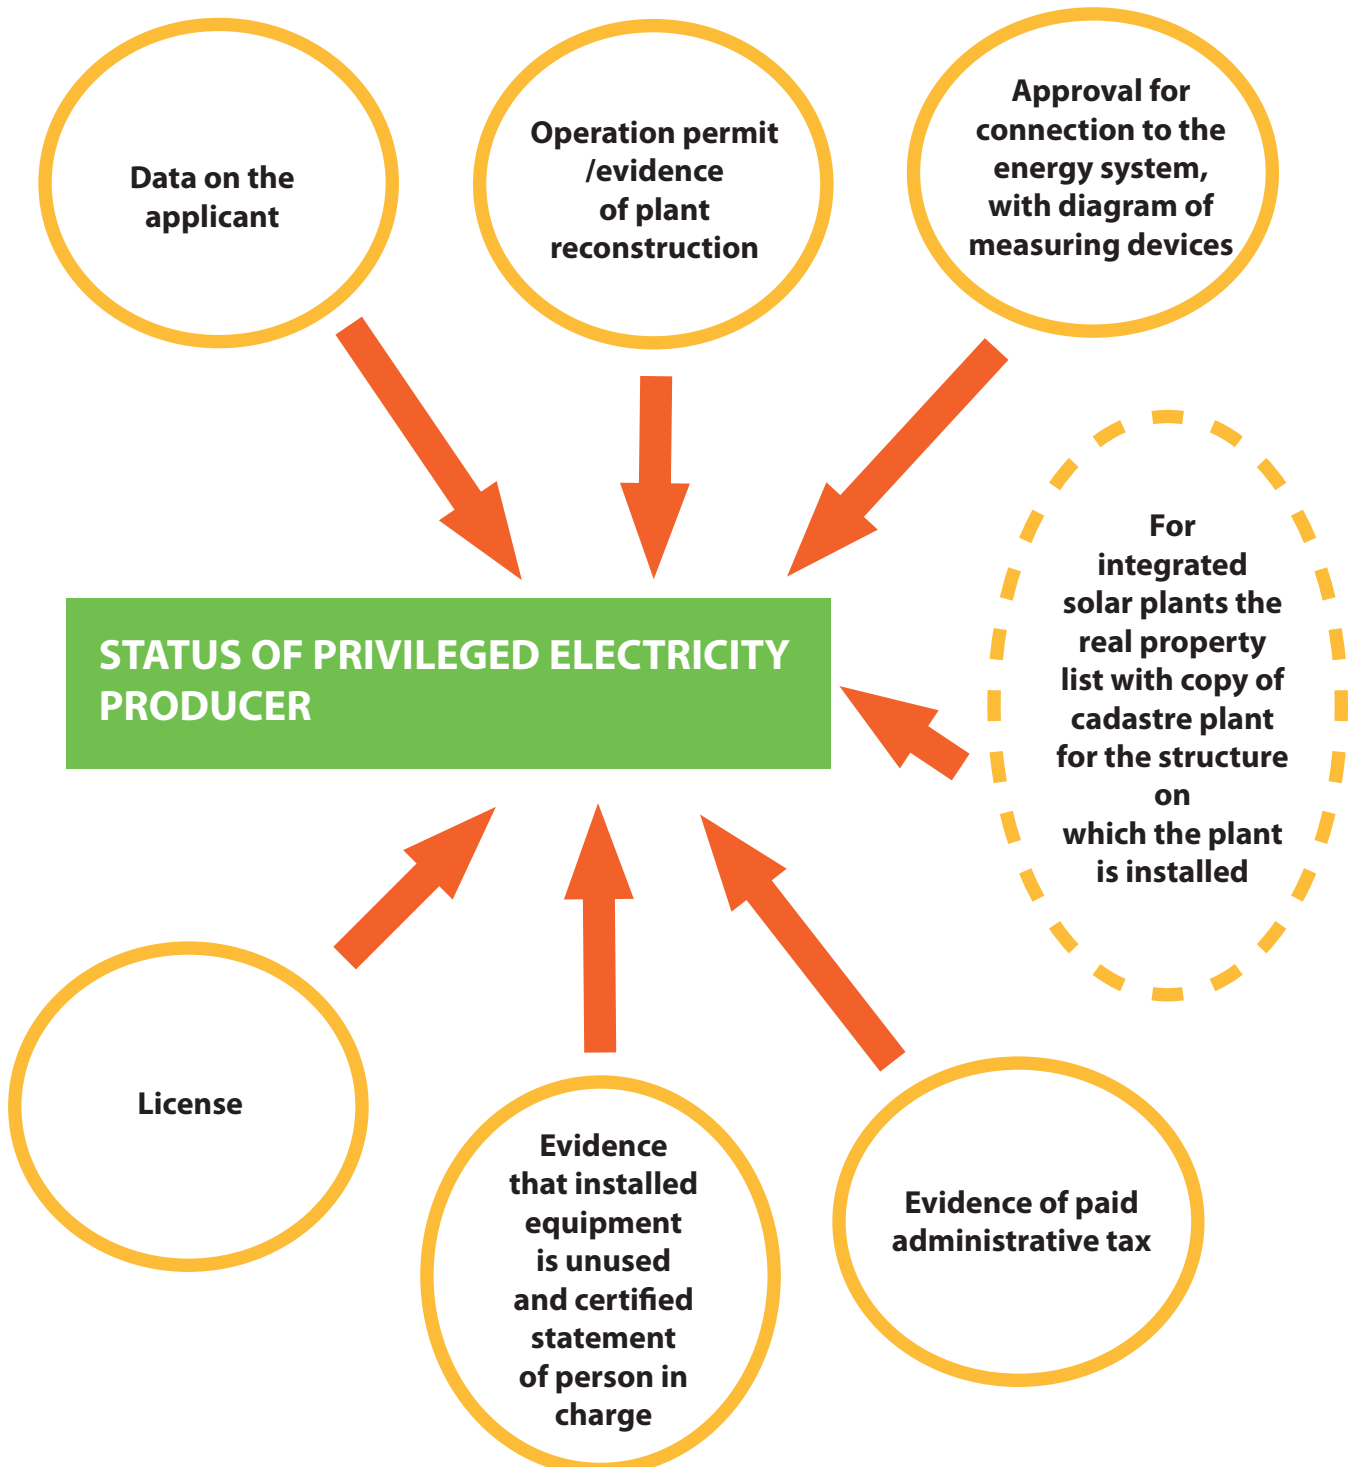 Data on the
applicant
Operation permit
/evidence
of plant
reconstruction
Approval for
connection to the
energy system,
with diagram of
measuring devices
For
integrated
solar plants the
real property
list with copy of
cadastre plant
for the structure
on
which the plant
is installed
STATUS OF PRIVILEGED ELECTRICITY
PRODUCER
License
Evidence
that installed
equipment
is unused
and certified
statement
of person in
charge
Evidence of paid
administrative tax